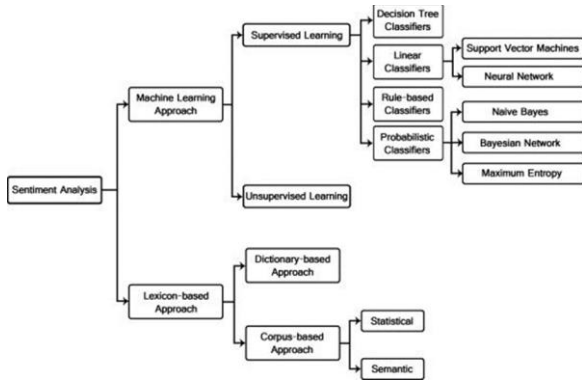 Sentiment Analysis
Machine Learning
Approach
Supervised Learning
Decision Tree
Classifiers
Linear
Classifiers
Support Vector Machines
Neural Network
Rule-based
Classifiers
Probabilistic
Classifiers
Naive Bayes
Bayesian Network
Maximum Entropy
Unsupervised Learning
Lexicon-based
Approach
Dictionary-based
Approach
Corpus-based
Approach
Statistical
Semantic